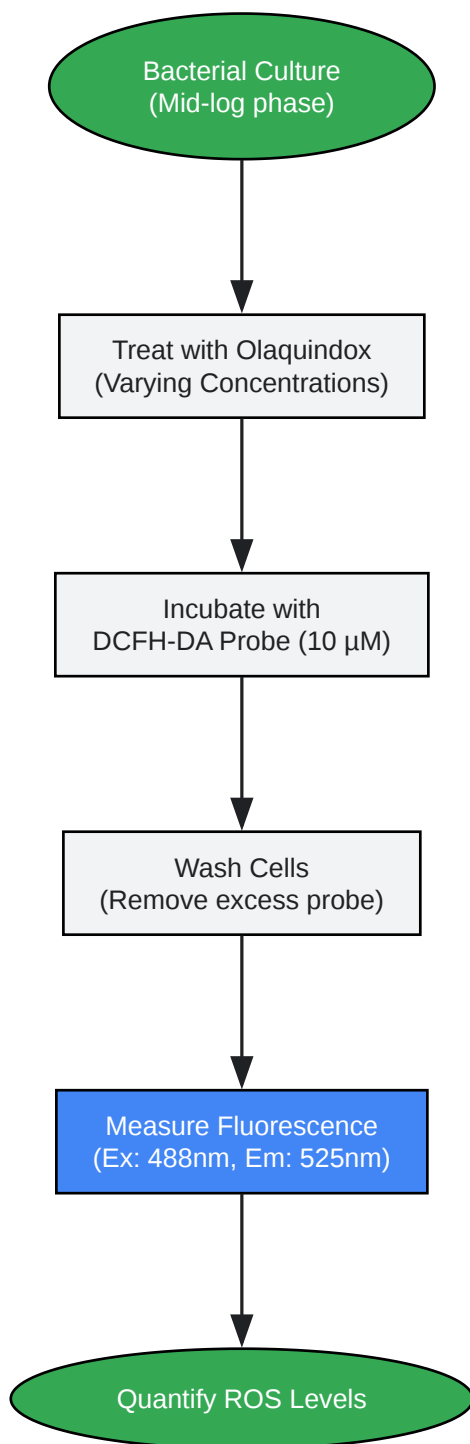 Bacterial Culture
(Mid-log phase)
Treat with Olaquindox
(Varying Concentrations)
Incubate with
DCFH-DA Probe (10 µM)
Wash Cells
(Remove excess probe)
Measure Fluorescence
(Ex: 488nm, Em: 525nm)
Quantify ROS Levels